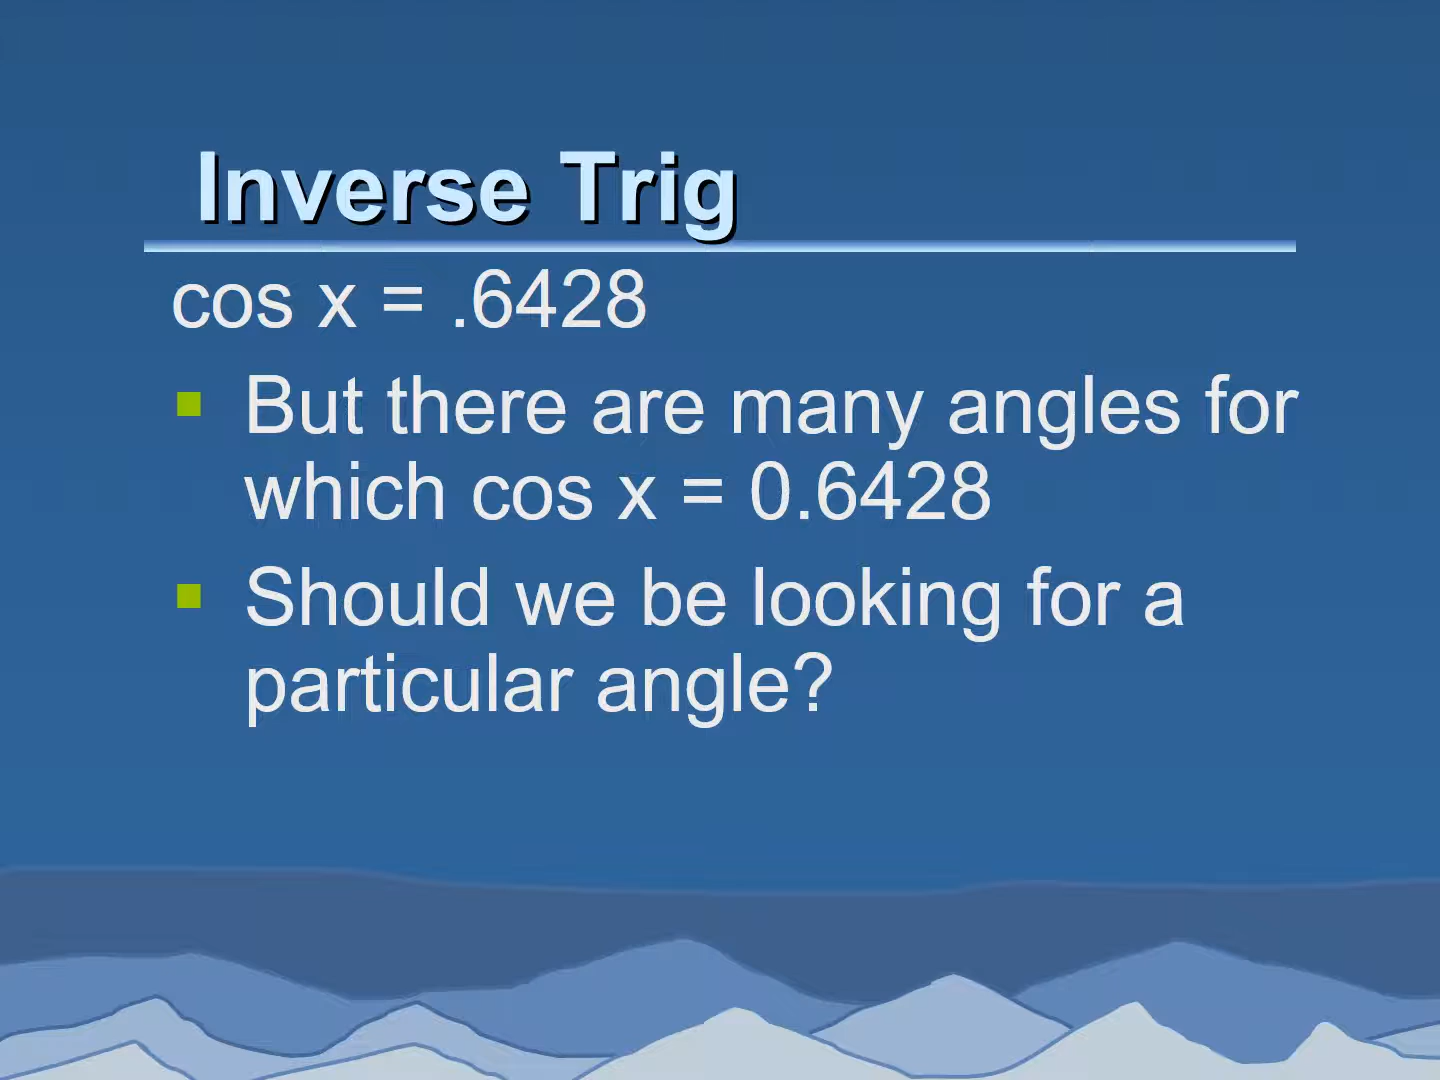 Inverse Trig
cos x = .6428
▪ But there are many angles for
which cos x = 0.6428
▪ Should we be looking for a
particular angle?